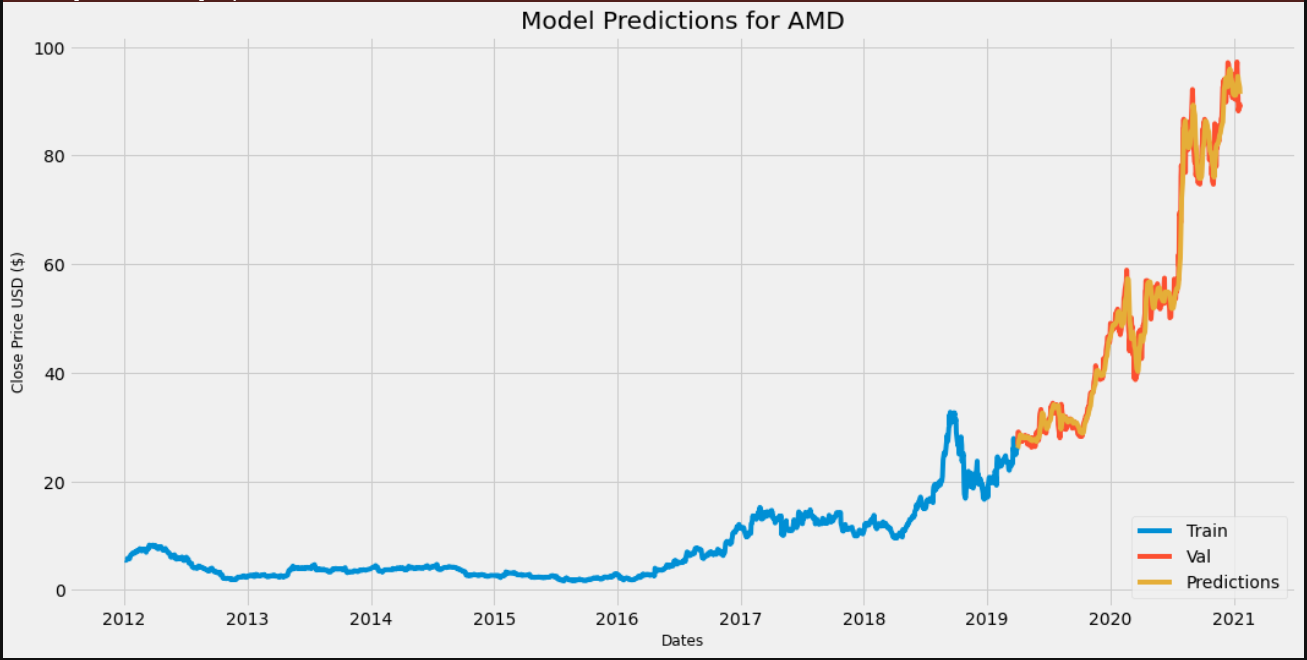 Model Predictions for AMD
100
80
60
40
20
0
Close Price USD ($)
2012 2013 2014 2015 2016 2017 2018 2019 2020 2021
Dates
Train
Val
Predictions